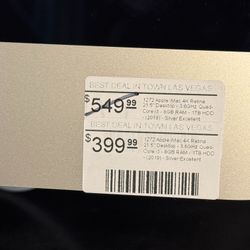 BEST DEAL IN TOWN LAS VEGAS
$549.99
1272 Apple iMac 4K Retina
21.5" Desktop - 3.6GHz Quad-
Core i3 - 8GB RAM - 1TB HDD
- (2019) - Silver Excellent
BEST DEAL IN TOWN LAS VEGAS
$399.99
1272 Apple iMac 4K Retina
21.5" Desktop - 3.6GHz Quad-
Core i3 - 8GB RAM - 1TB HDD
- (2019) - Silver Excellent